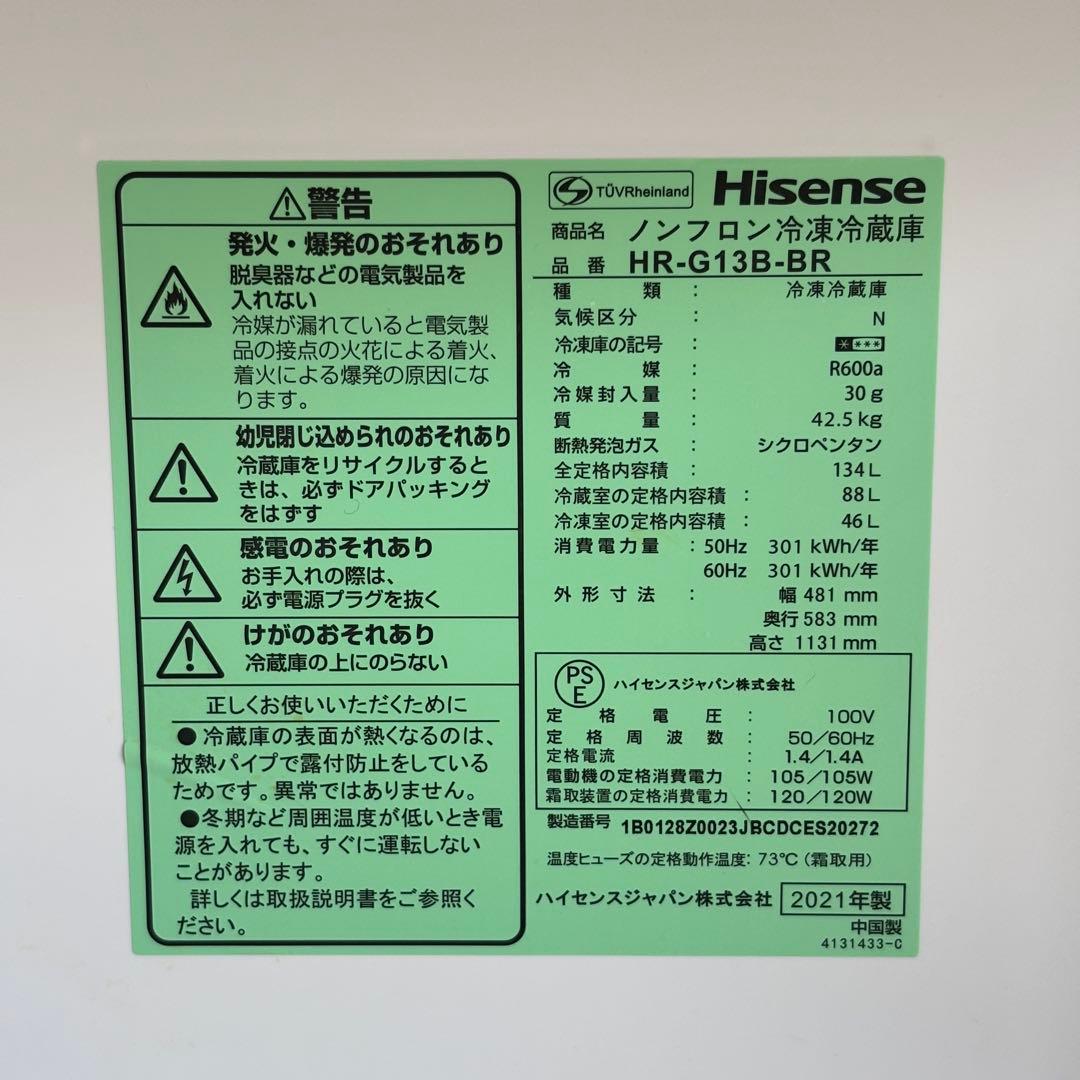 ⚠警告
発火・爆発のおそれあり
脱臭器などの電気製品を
入れない
冷媒が漏れていると電気製
品の接点の火花による着火、
着火による爆発の原因にな
ります。
幼児閉じ込められのおそれあり
冷蔵庫をリサイクルすると
きは、必ずドアパッキング
をはずす
感電のおそれあり
お手入れの際は、
必ず電源プラグを抜く
けがのおそれあり
冷蔵庫の上にのらない
正しくお使いいただくために
●冷蔵庫の表面が熱くなるのは、
放熱パイプで露付防止をしている
ためです。異常ではありません。
●冬期など周囲温度が低いとき電
源を入れても、すぐに運転しない
ことがあります。
詳しくは取扱説明書をご参照く
ださい。
TÜVRheinland Hisense
商品名 ノンフロン冷凍冷蔵庫
品番 HR-G13B-BR
種類 : 冷凍冷蔵庫
気候区分 : N
冷凍庫の記号 : * ***
冷媒 : R600a
冷媒封入量 : 30g
質量 : 42.5kg
断熱発泡ガス : シクロペンタン
全定格内容積 : 134L
冷蔵室の定格内容積 : 88L
冷凍室の定格内容積 : 46L
消費電力量 : 50Hz 301 kWh/年
60Hz 301 kWh/年
外形寸法 : 幅 481 mm
奥行 583 mm
高さ 1131 mm
PSE ハイセンスジャパン株式会社
定格電圧 : 100V
定格周波数 : 50/60Hz
定格電流 : 1.4/1.4A
電動機の定格消費電力 : 105/105W
霜取装置の定格消費電力 : 120/120W
製造番号 1B0128Z0023JBCDCES20272
温度ヒューズの定格動作温度: 73℃(霜取用)
ハイセンスジャパン株式会社 2021年製
中国製
4131433-C